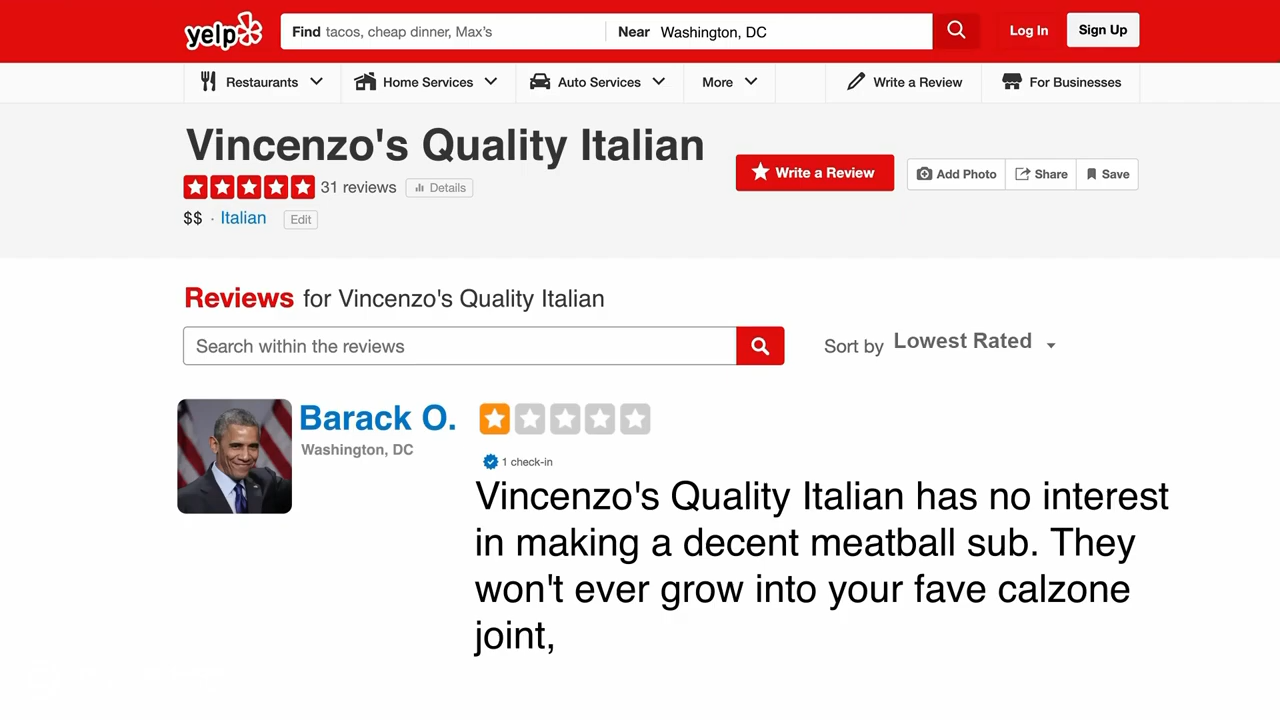 yelp
Find tacos, cheap dinner, Max's
Near Washington, DC
Log In
Sign Up
Restaurants
Home Services
Auto Services
More
Write a Review
For Businesses
Vincenzo's Quality Italian
31 reviews
Details
$$ · Italian
Edit
Write a Review
Add Photo
Share
Save
Reviews for Vincenzo's Quality Italian
Search within the reviews
Sort by Lowest Rated
Barack O.
Washington, DC
1 check-in
Vincenzo's Quality Italian has no interest
in making a decent meatball sub. They
won't ever grow into your fave calzone
joint,